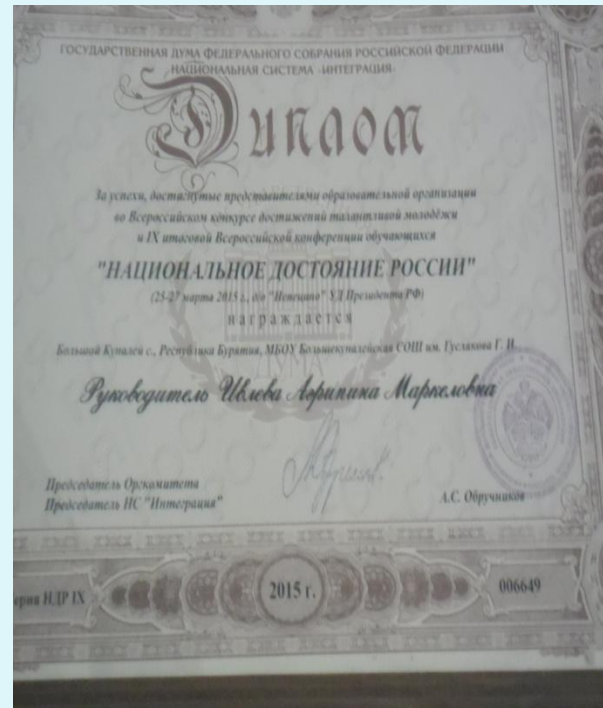 ГОСУДАРСТВЕННАЯ ДУМА ФЕДЕРАЛЬНОГО СОБРАНИЯ РОССИЙСКОЙ ФЕДЕРАЦИИ
НАЦИОНАЛЬНАЯ СИСТЕМА «ИНТЕГРАЦИЯ»
Диплом
За успехи, достигнутые представителями образовательной организации
во Всероссийском конкурсе достижений талантливой молодёжи
и IX итоговой Всероссийской конференции обучающихся
"НАЦИОНАЛЬНОЕ ДОСТОЯНИЕ РОССИИ"
(25-27 марта 2015 г., д/о "Непецино" УД Президента РФ)
награждается
Большой Куналей с., Республика Бурятия, МБОУ Большекуналейская СОШ им. Гуслякова Г. И.
Руководитель Ивлева Агрипина Маркеловна
Председатель Оргкомитета
Председатель НС "Интеграция"
А.С. Обручников
ерия НДР IX
2015 г.
006649